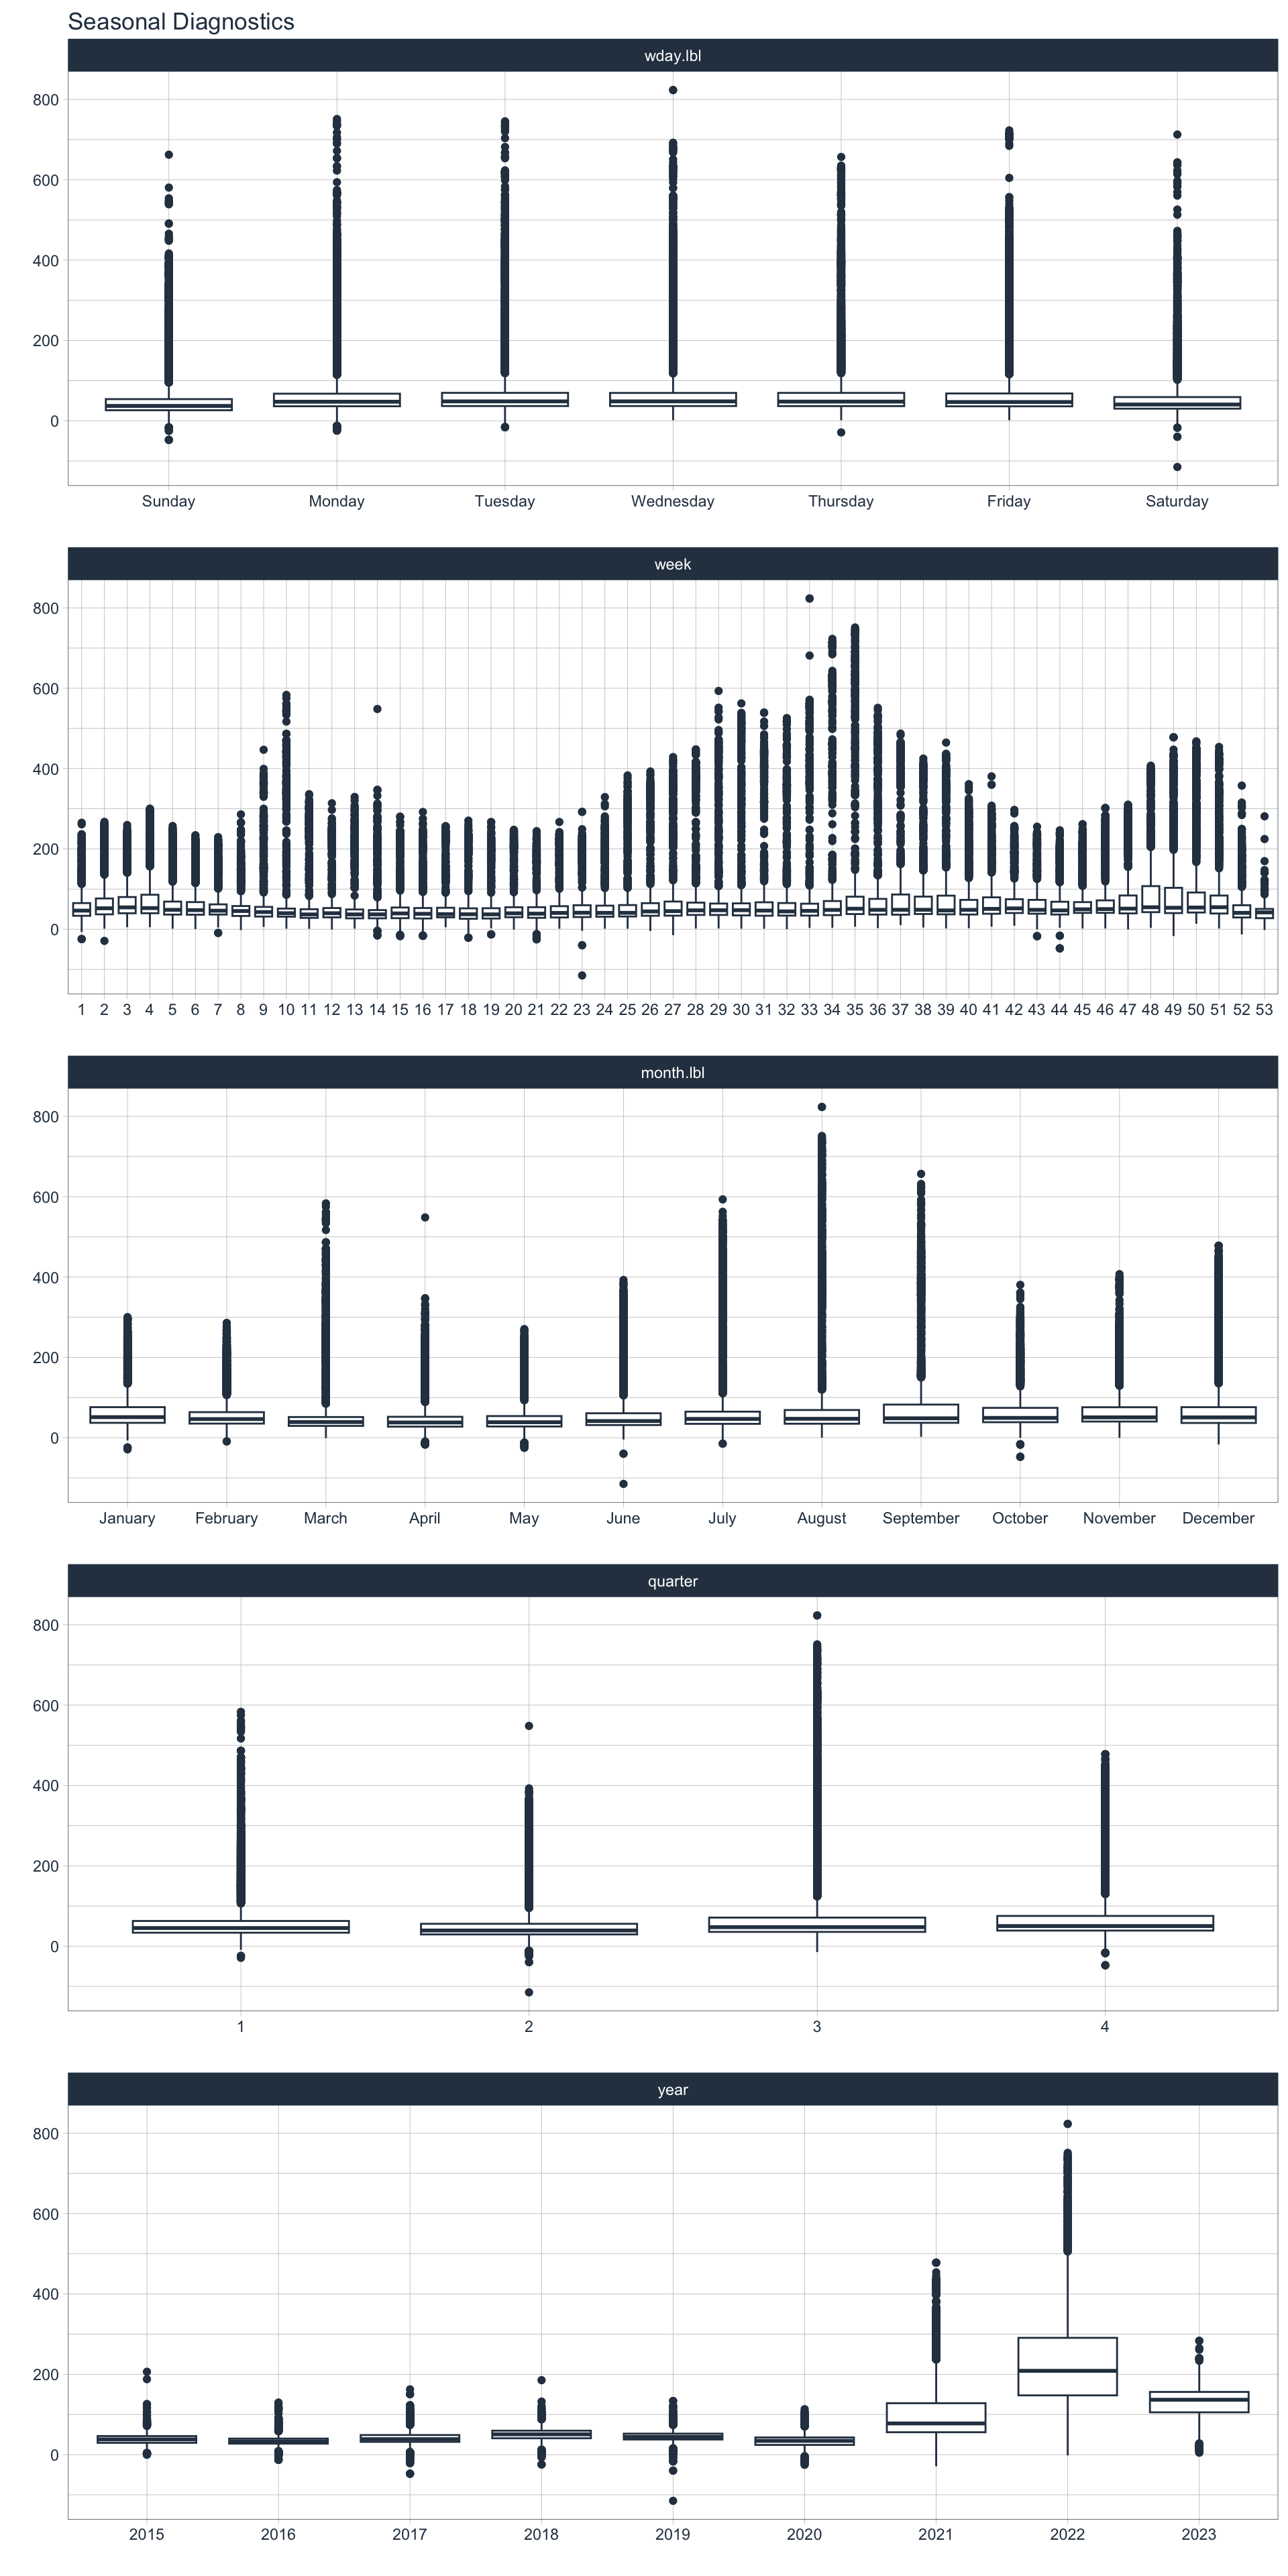 Seasonal Diagnostics
wday.lbl
800
600
400
200
0
Sunday Monday Tuesday Wednesday Thursday Friday Saturday
week
800
600
400
200
0
1 2 3 4 5 6 7 8 9 10 11 12 13 14 15 16 17 18 19 20 21 22 23 24 25 26 27 28 29 30 31 32 33 34 35 36 37 38 39 40 41 42 43 44 45 46 47 48 49 50 51 52 53
month.lbl
800
600
400
200
0
January February March April May June July August September October November December
quarter
800
600
400
200
0
1 2 3 4
year
800
600
400
200
0
2015 2016 2017 2018 2019 2020 2021 2022 2023